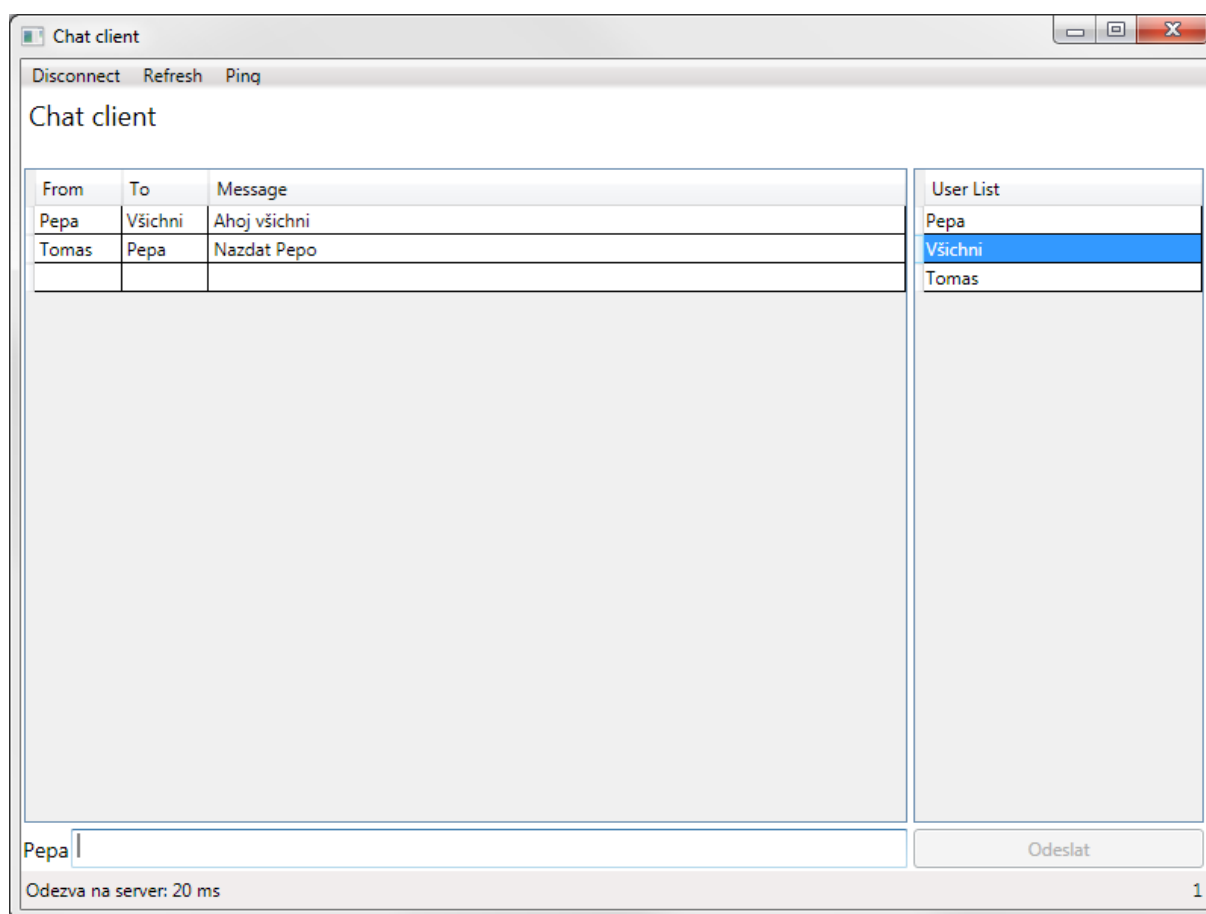 Chat client
Disconnect Refresh Ping
Chat client
From To Message User List
Pepa Všichni Ahoj všichni Pepa
Tomas Pepa Nazdat Pepo Všichni
Tomas
Pepa Odeslat
Odezva na server: 20 ms 1